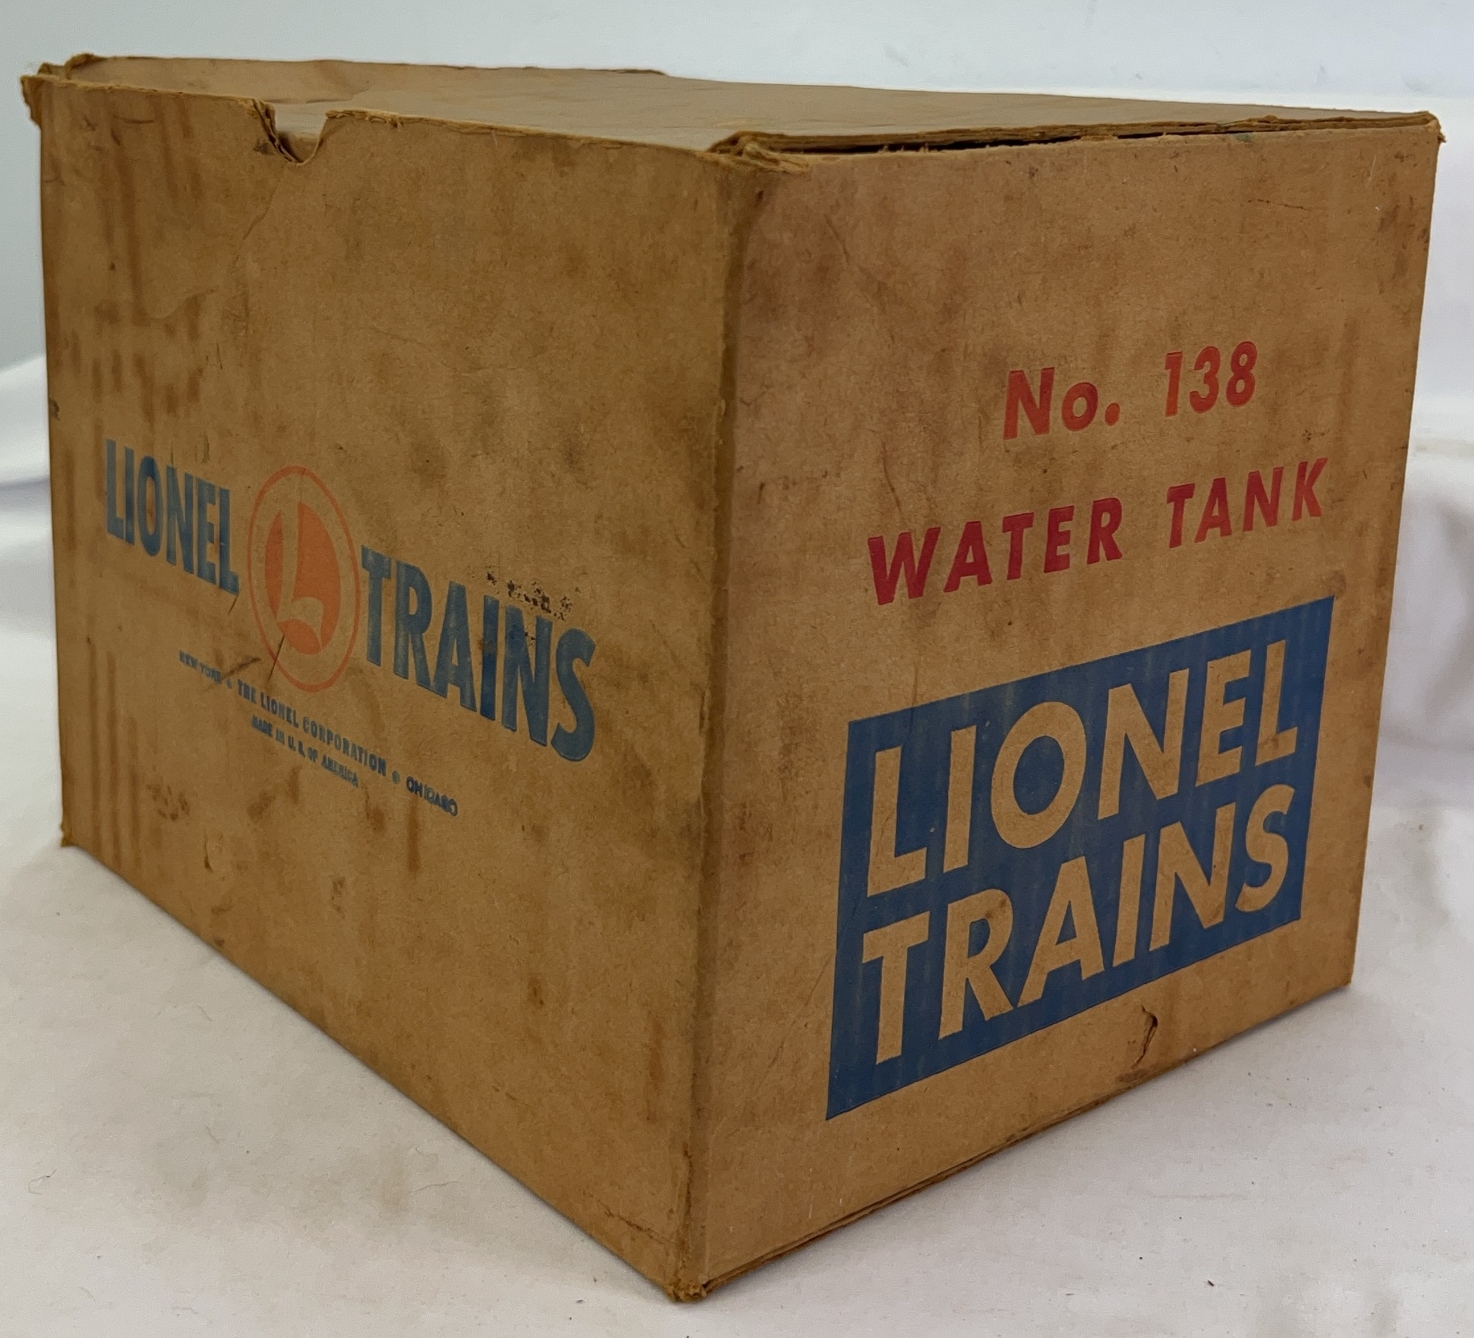 LIONEL L TRAINS
NEW YORK • THE LIONEL CORPORATION • CHICAGO
MADE IN U. S. OF AMERICA
No. 138
WATER TANK
LIONEL
TRAINS